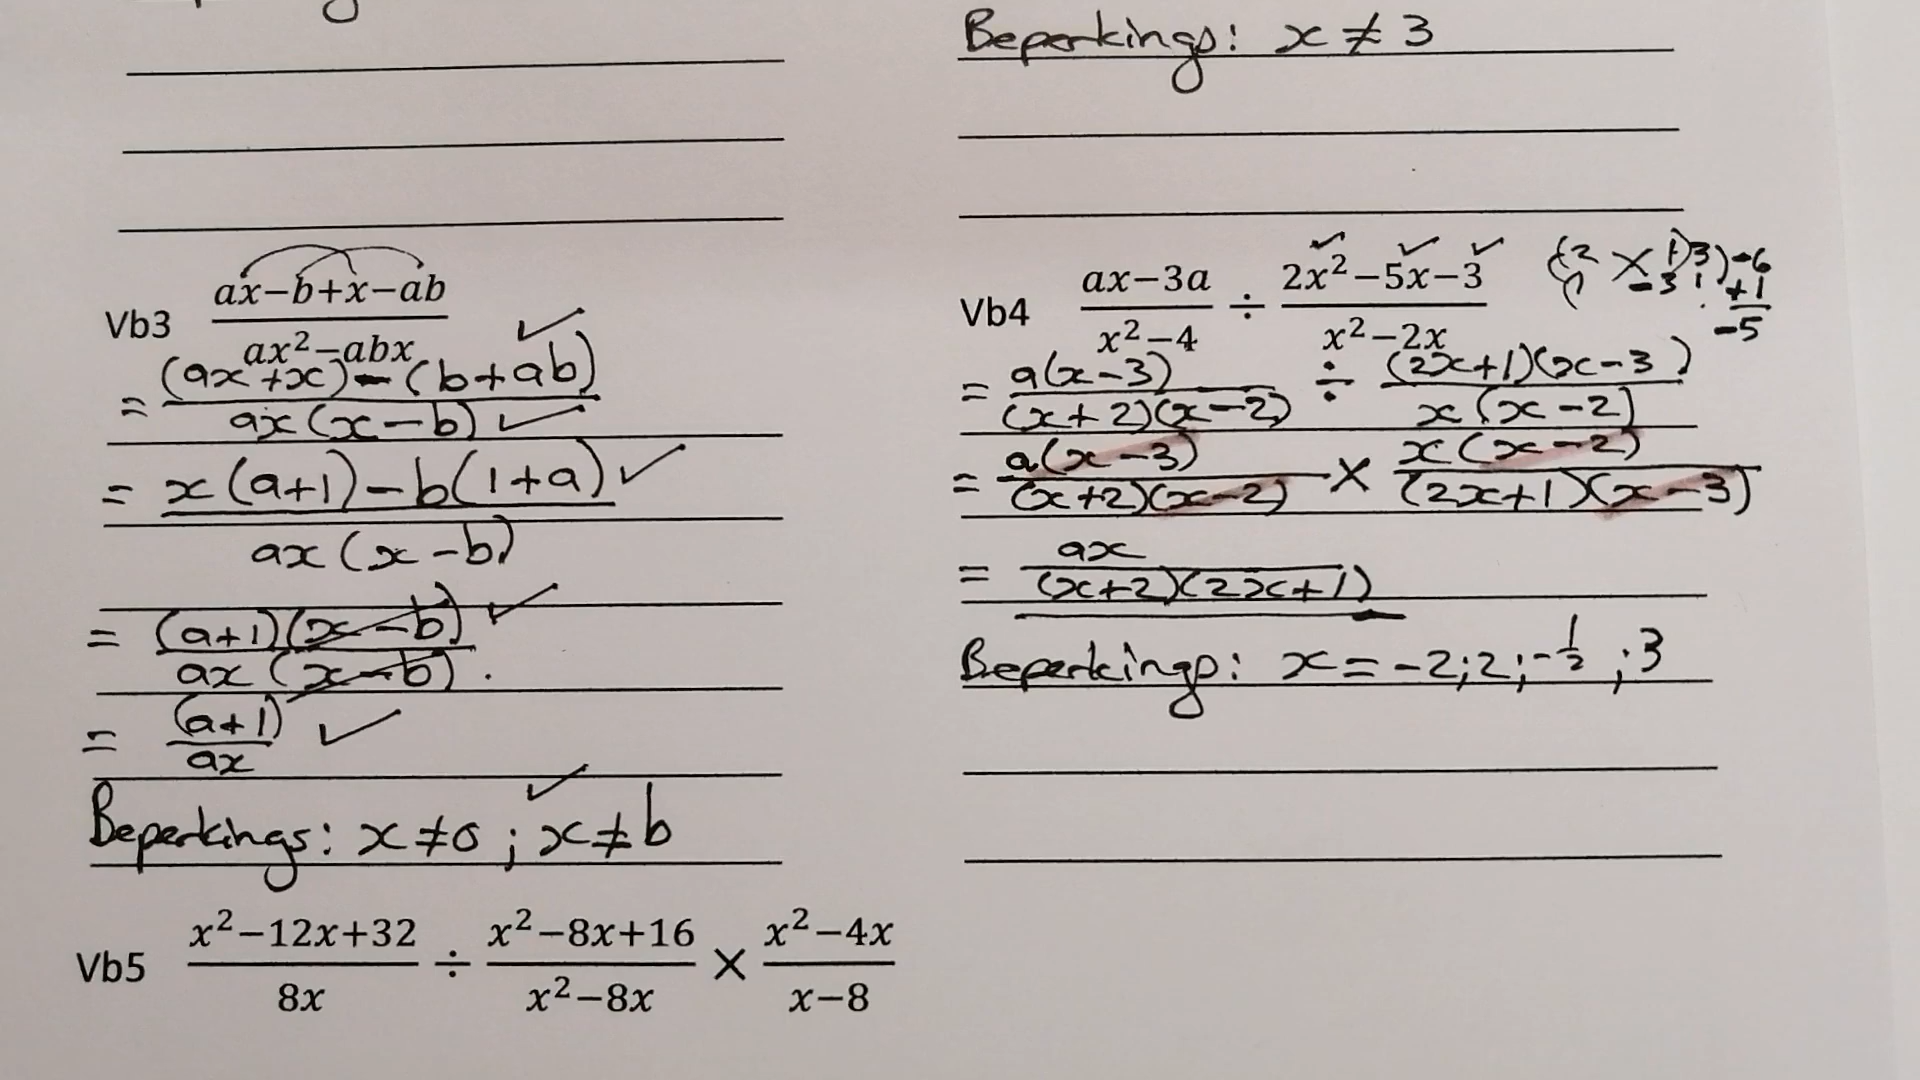 Beperkings: x ≠ 3
Vb3 (ax−b+x−ab)/(ax²−abx)
= ((ax+x) − (b+ab))/(ax(x−b)) ✓ ✓
= (x(a+1) − b(1+a))/(ax(x−b)) ✓
= ((a+1)(x−b))/(ax(x−b)) . ✓
= (a+1)/ax ✓
Beperkings: x ≠ 0 ; x ≠ b ✓
Vb4 (ax−3a)/(x²−4) ÷ (2x²−5x−3)/(x²−2x) ✓ ✓ ✓
-6
+1
-5
= a(x−3)/((x+2)(x−2)) ÷ ((2x+1)(x−3))/(x(x−2))
= a(x−3)/((x+2)(x−2)) × x(x−2)/((2x+1)(x−3))
= ax/((x+2)(2x+1))
Beperkings: x = -2;2;-1/2;3
Vb5 (x²−12x+32)/8x ÷ (x²−8x+16)/(x²−8x) × (x²−4x)/(x−8)